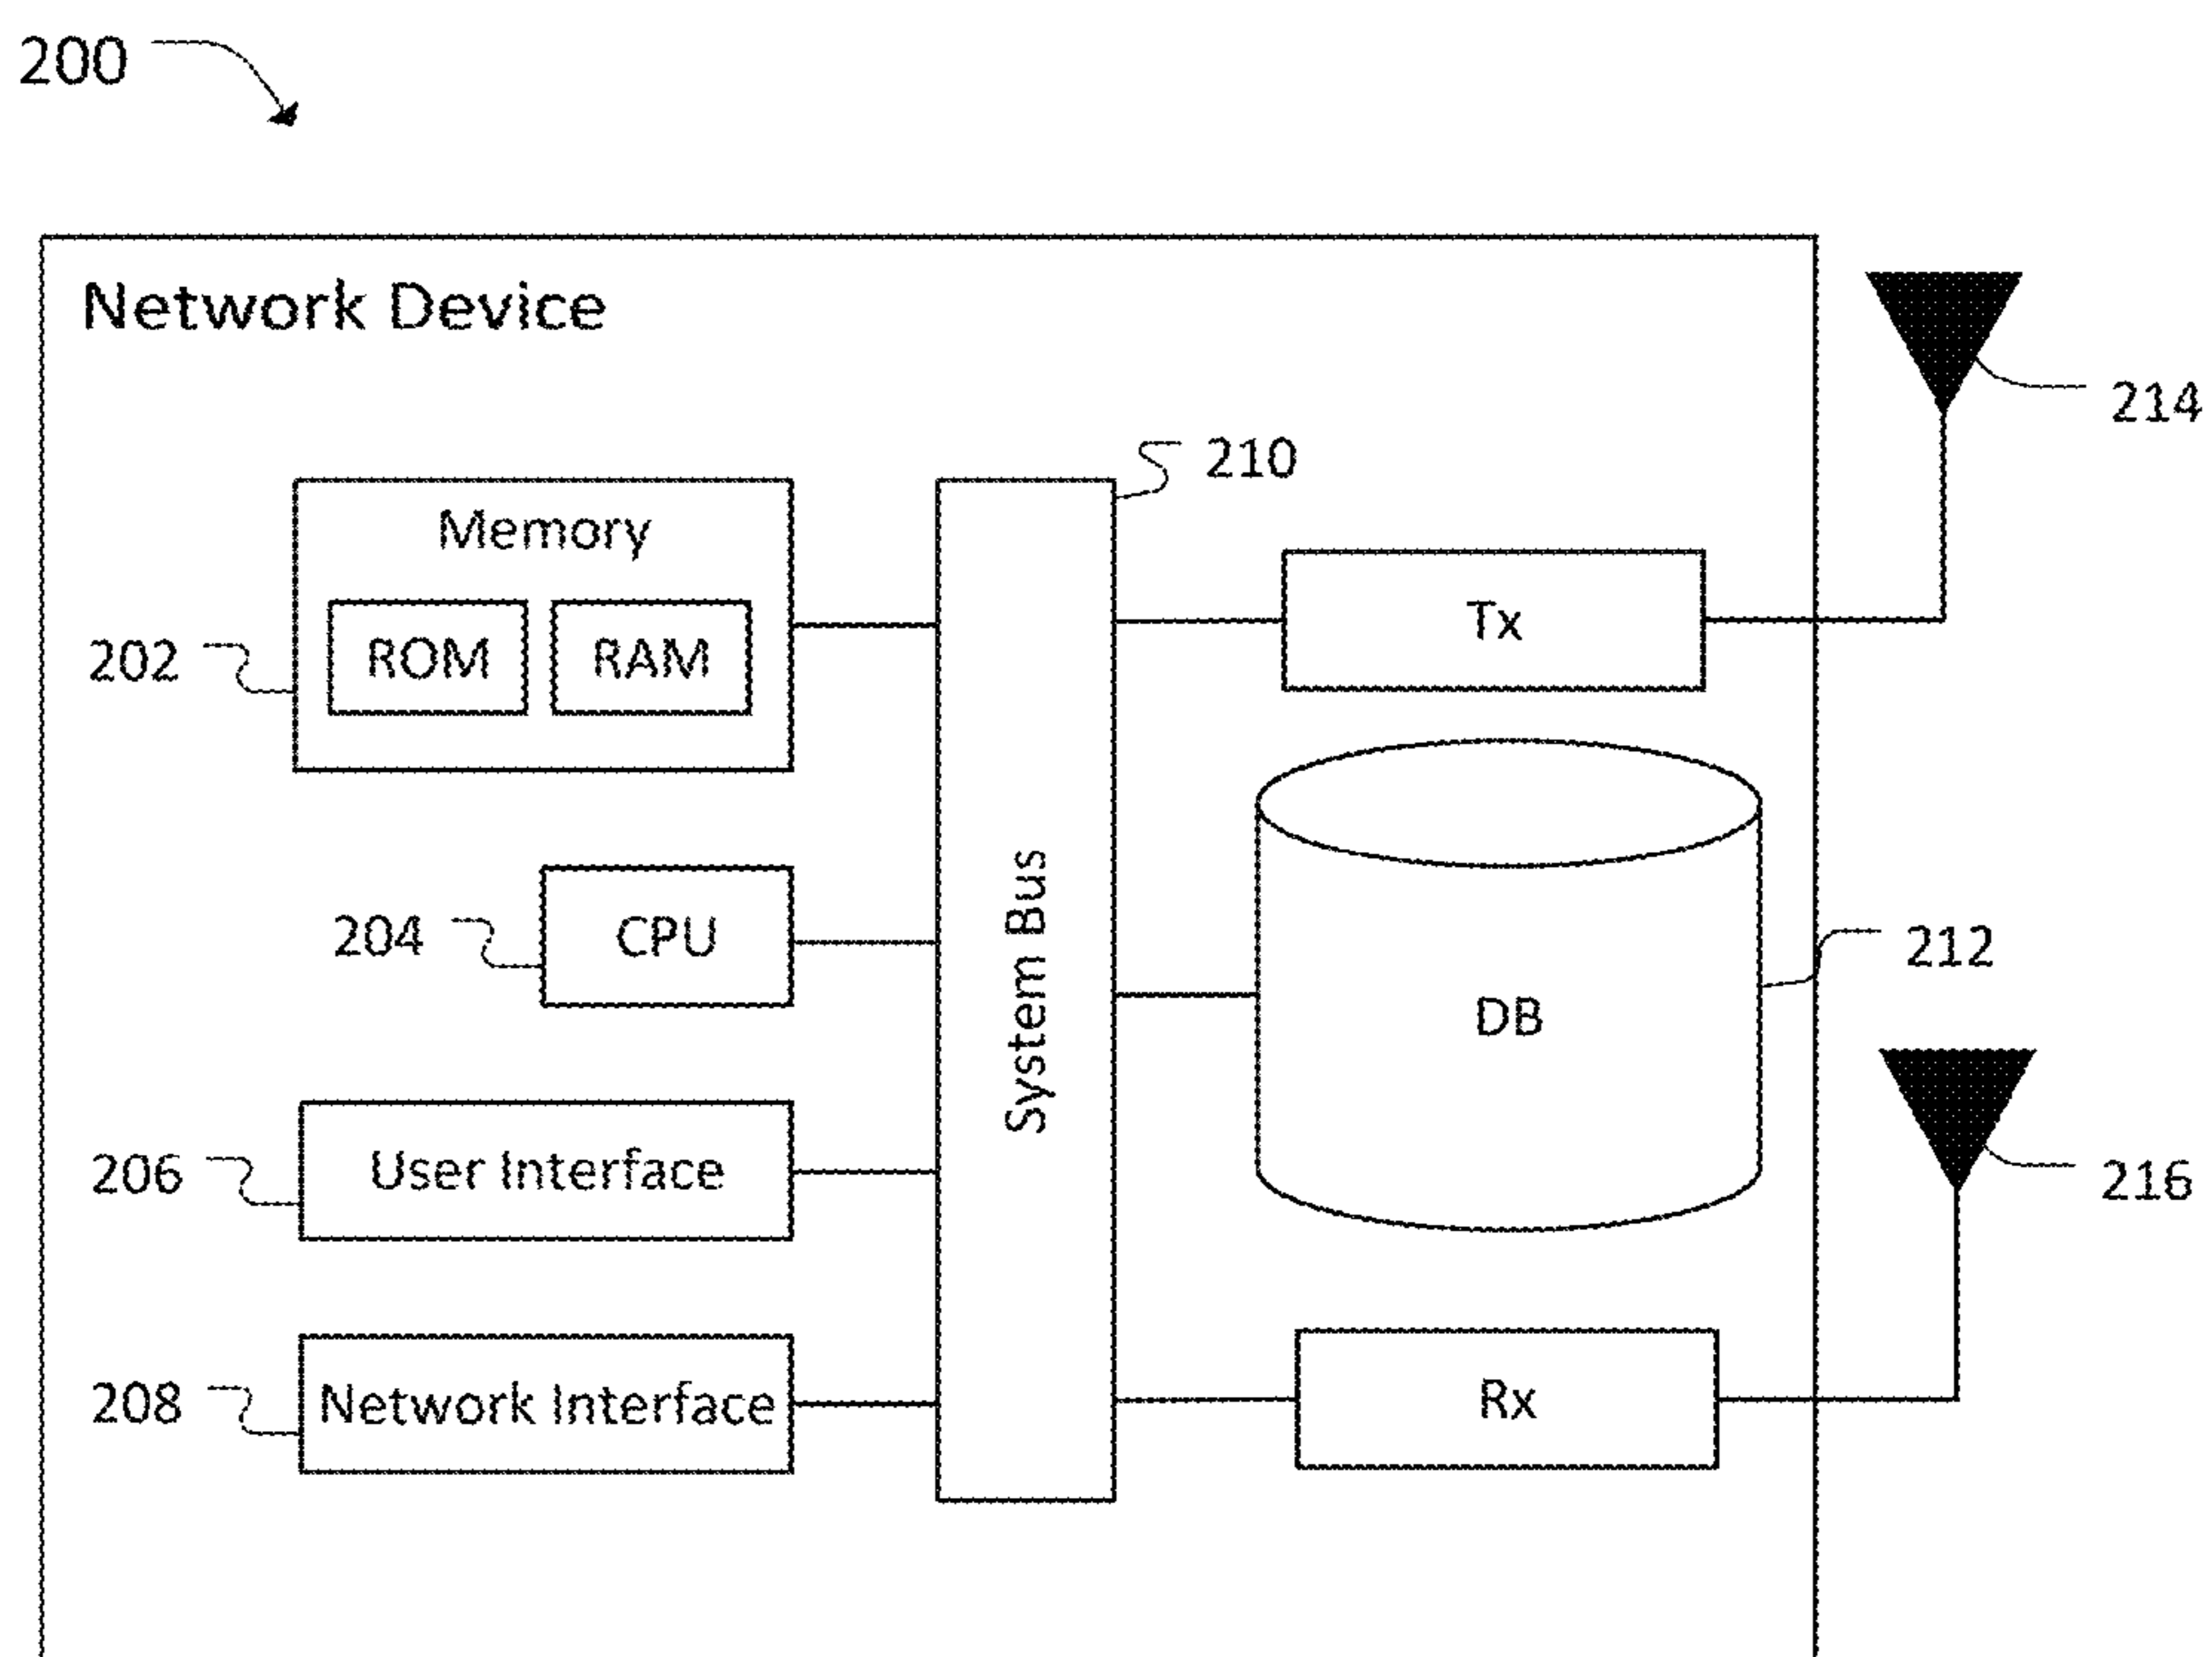 200
Network Device
214
210
Memory
Tx
202
ROM
RAM
204
CPU
System Bus
212
DB
206
User Interface
216
208
Network Interface
Rx